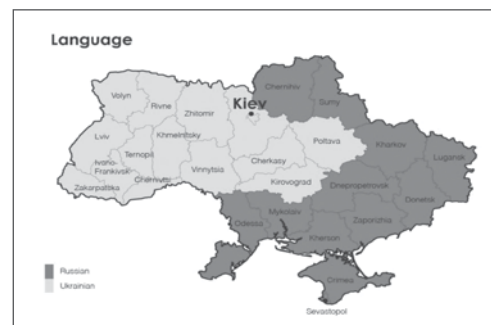 Language
Chernihiv
Volyn
Rivne
Sumy
Zhitomir
Kiev
Lviv
Khmelnitsky
Poltava
Kharkov
Lugansk
Ternopil
Ivano-
Frankivsk
Cherkasy
Vinnytsia
Chernivtsi
Zakarpatska
Kirovograd
Dnepropetrovsk
Donetsk
Mykolaiv
Zaporizhia
Odessa
Kherson
Russian
Crimea
Ukrainian
Sevastopol